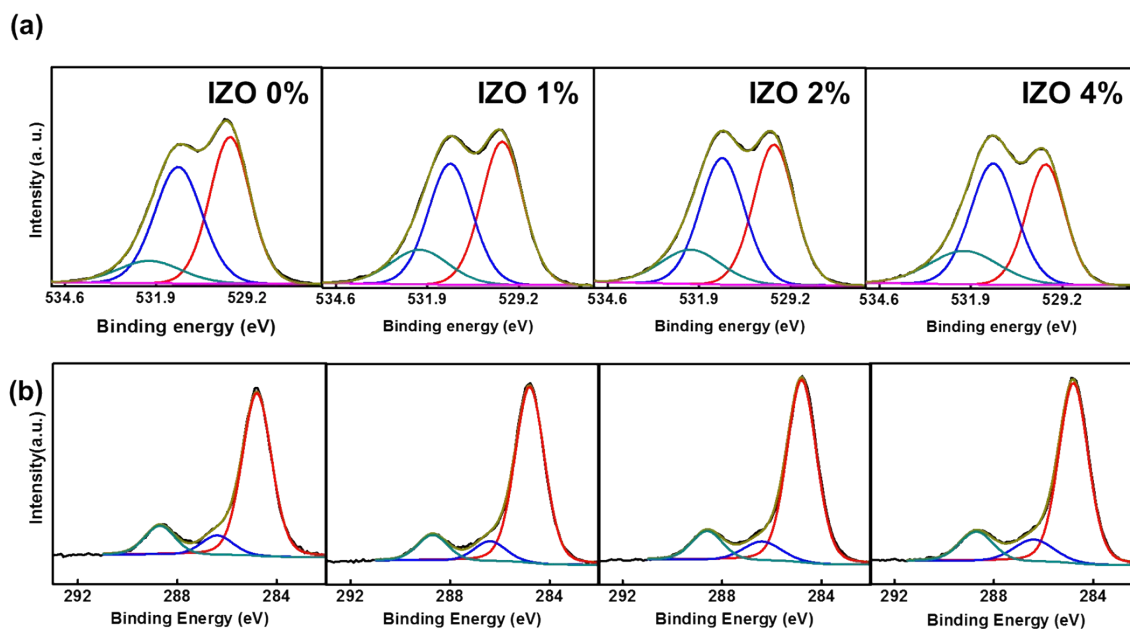 (a)
IZO 0% IZO 1% IZO 2% IZO 4%
Intensity (a. u.)
534.6 531.9 529.2 534.6 531.9 529.2 534.6 531.9 529.2 534.6 531.9 529.2
Binding energy (eV) Binding energy (eV) Binding energy (eV) Binding energy (eV)
(b)
Intensity(a.u.)
292 288 284 292 288 284 292 288 284 292 288 284
Binding Energy (eV) Binding Energy (eV) Binding Energy (eV) Binding Energy (eV)